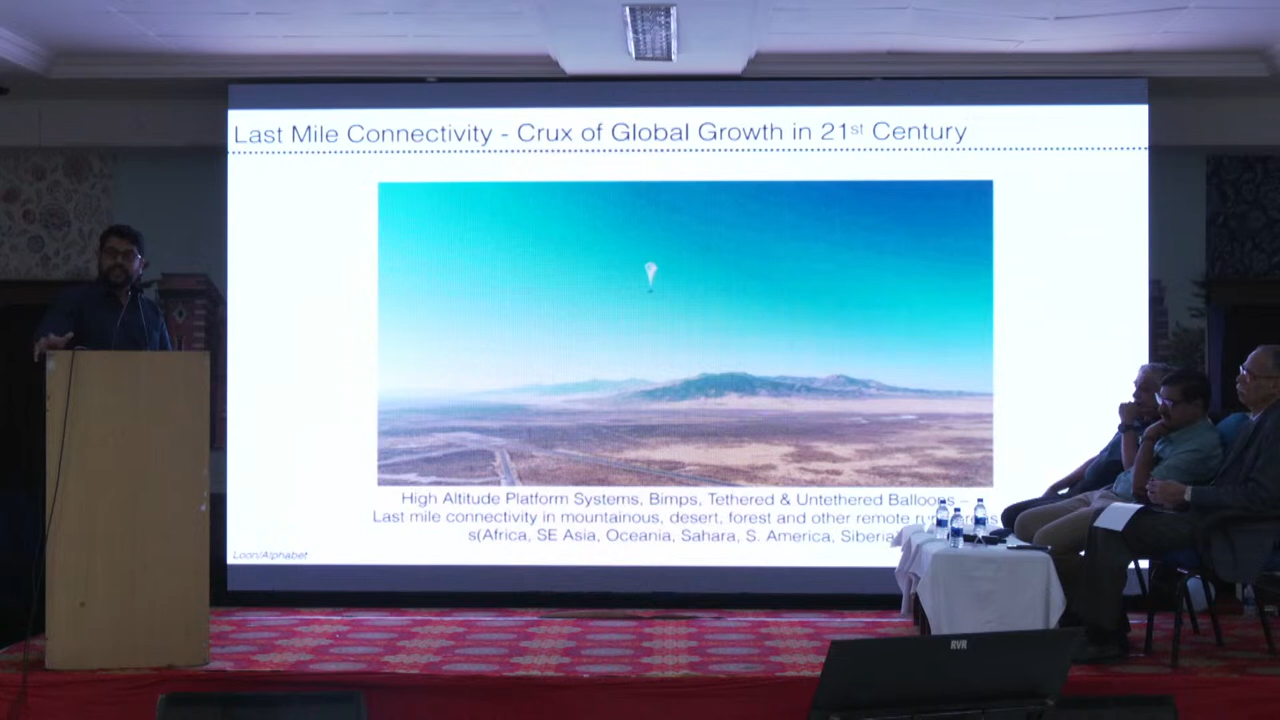 Last Mile Connectivity - Crux of Global Growth in 21st Century
High Altitude Platform Systems, Bimps, Tethered & Untethered Balloons –
Last mile connectivity in mountainous, desert, forest and other remote
s(Africa, SE Asia, Oceania, Sahara, S. America, Siberia
Loon/Alphabet
RVR